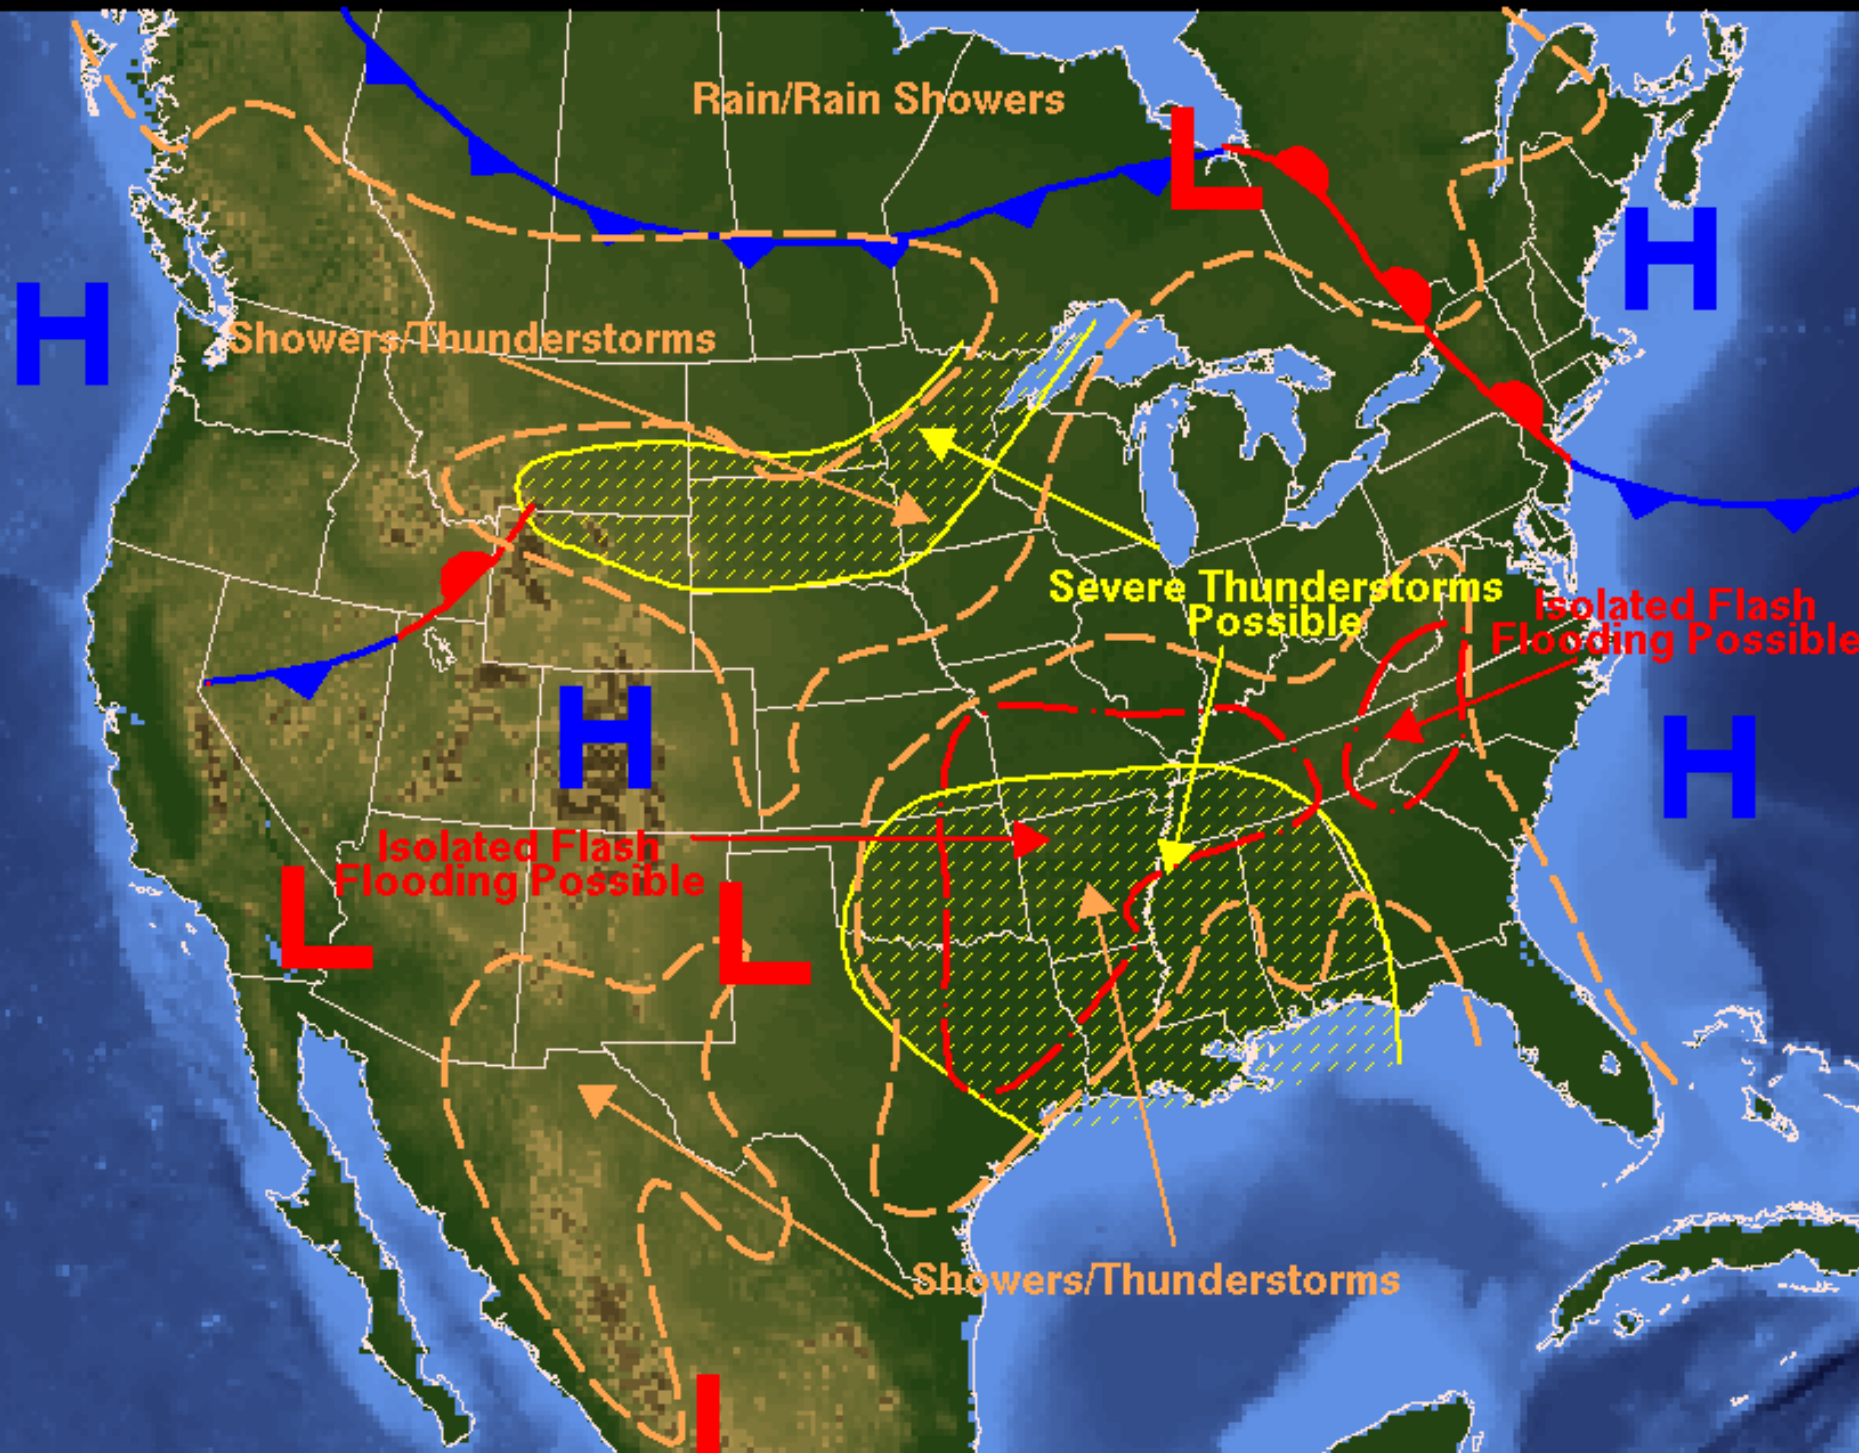 Rain/Rain Showers
L
H
H
Showers/Thunderstorms
Severe Thunderstorms
Possible
Isolated Flash
Flooding Possible
H
H
Isolated Flash
Flooding Possible
L
L
Showers/Thunderstorms
L